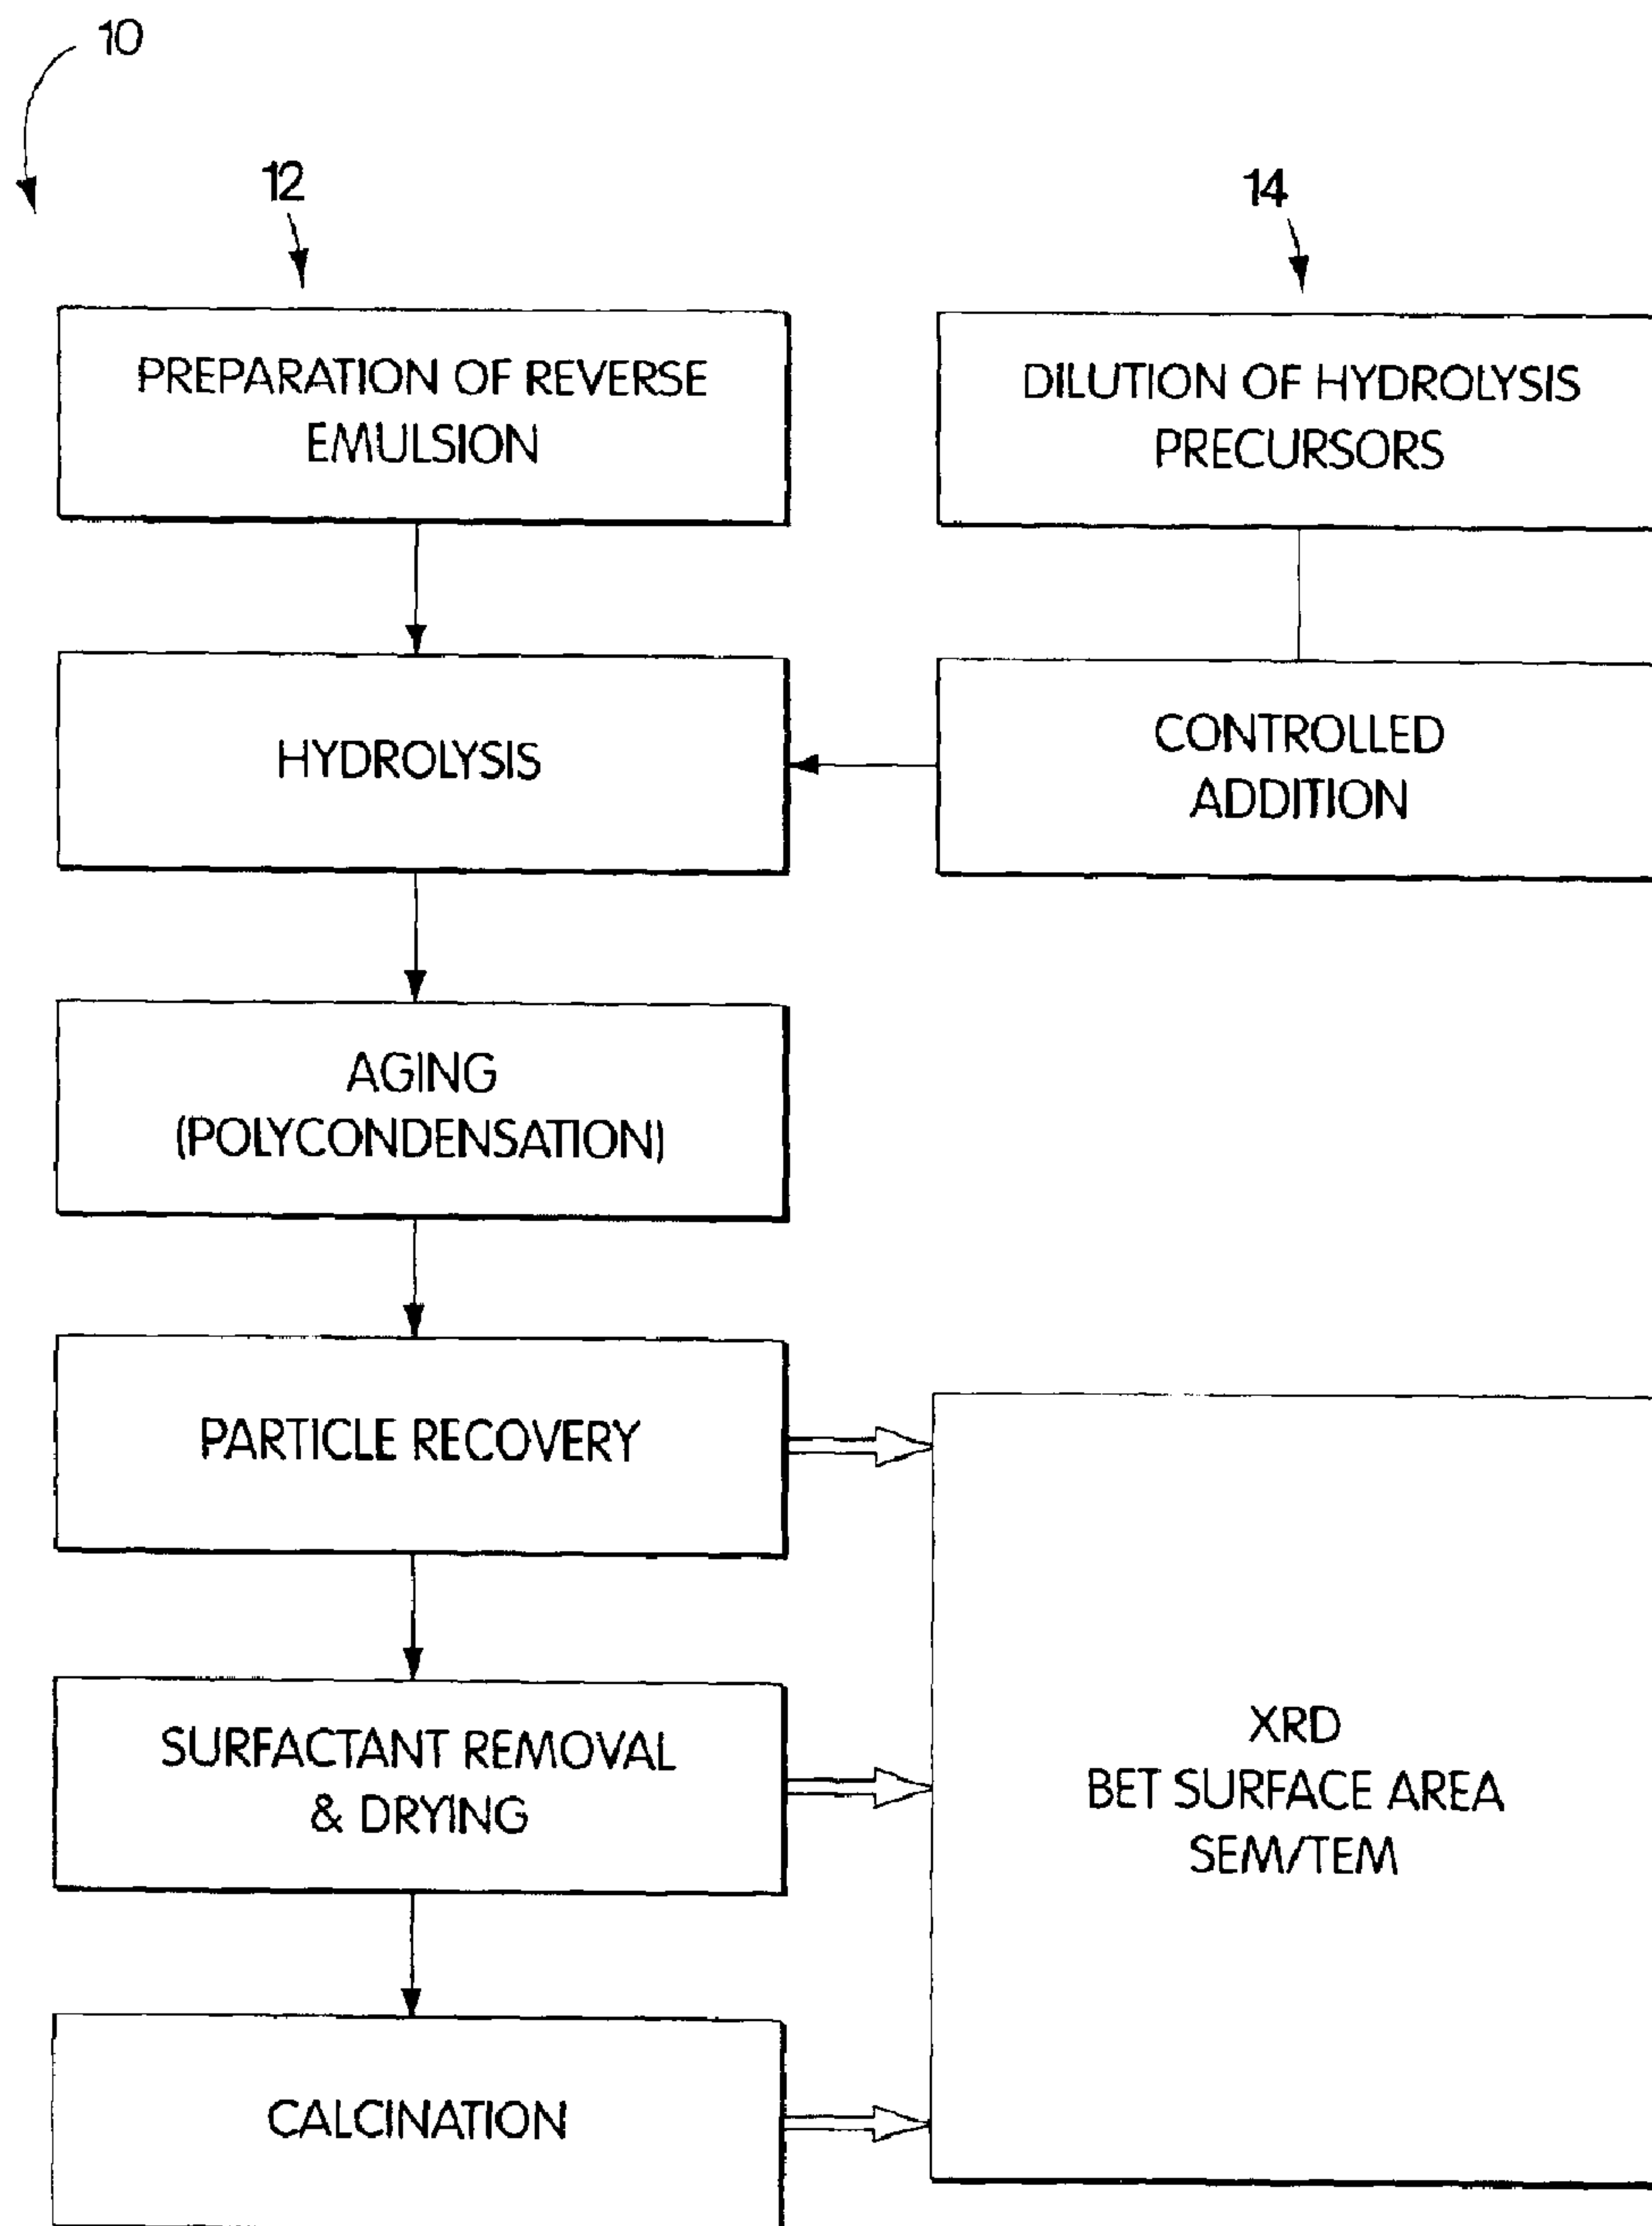 10
12
14
PREPARATION OF REVERSE
EMULSION
DILUTION OF HYDROLYSIS
PRECURSORS
HYDROLYSIS
CONTROLLED
ADDITION
AGING
(POLYCONDENSATION)
PARTICLE RECOVERY
SURFACTANT REMOVAL
& DRYING
XRD
BET SURFACE AREA
SEM/TEM
CALCINATION